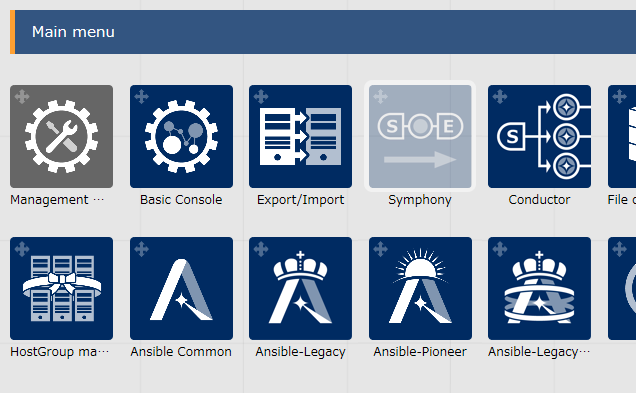 Main menu
Management ···
Basic Console
Export/Import
S E
Symphony
S
Conductor
File
HostGroup ma···
Ansible Common
Ansible-Legacy
Ansible-Pioneer
Ansible-Legacy···